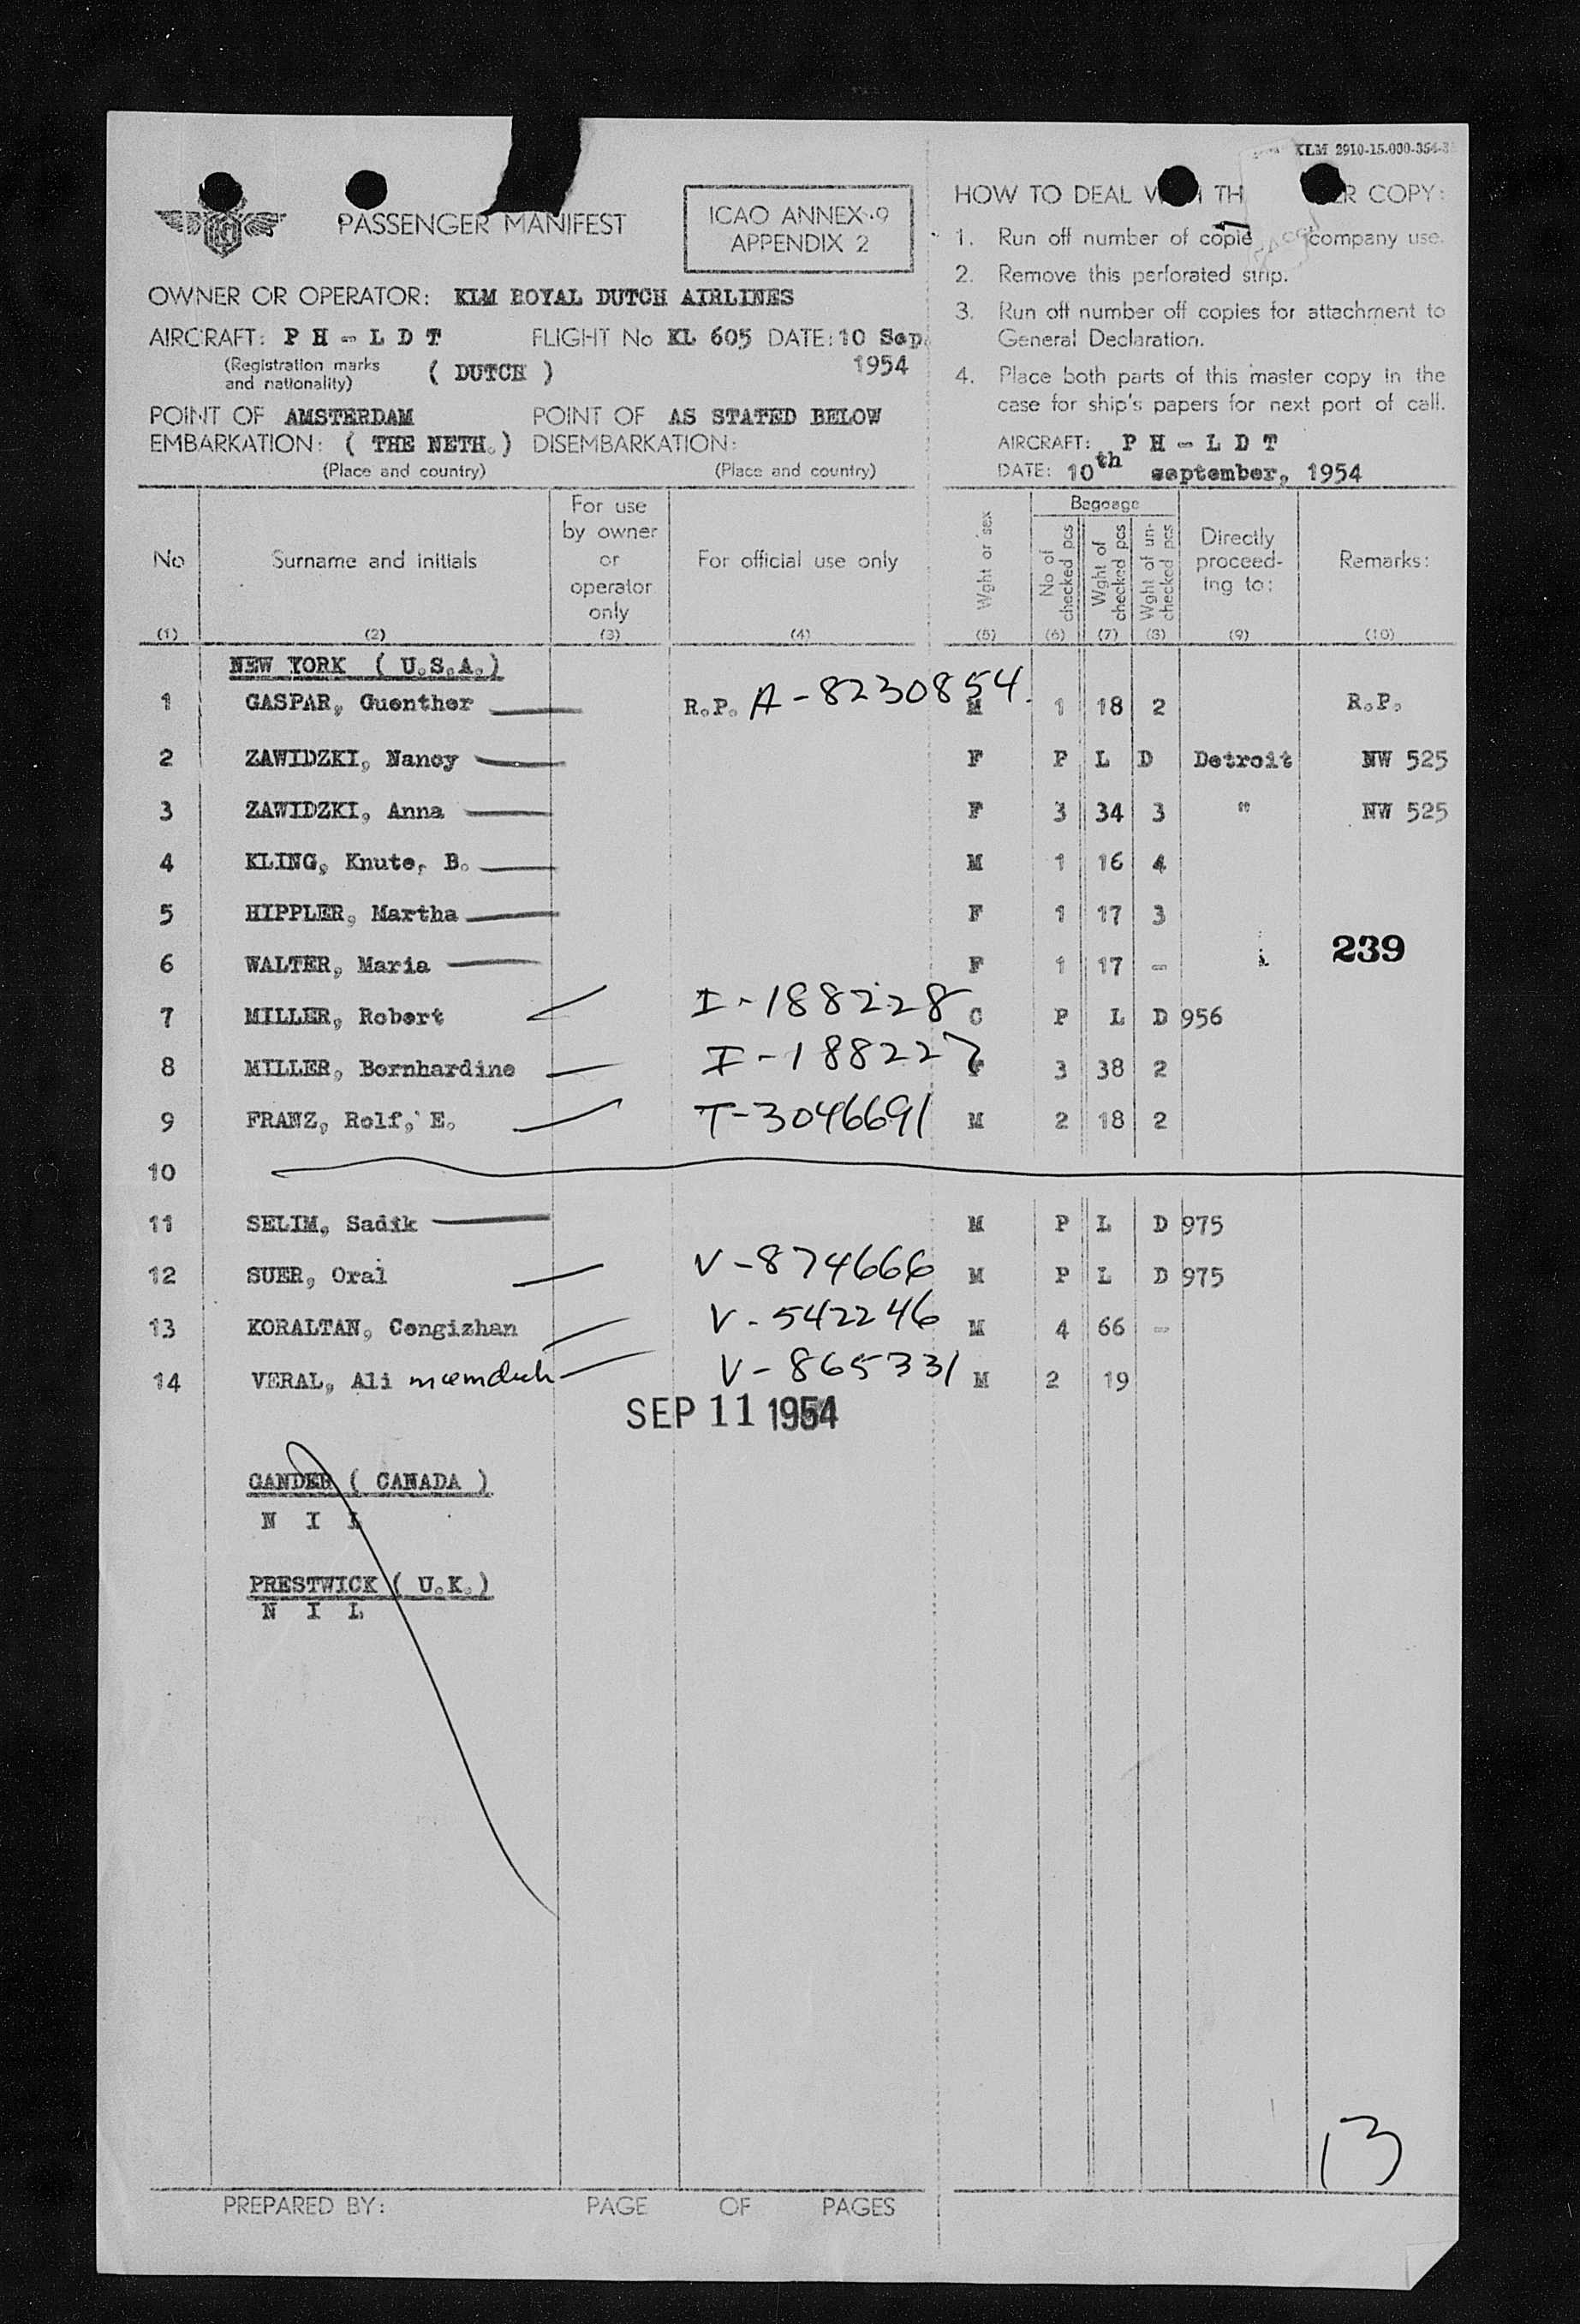 KLM 2910-15.000-354-3
PASSENGER MANIFEST
ICAO ANNEX 9
APPENDIX 2
OWNER OR OPERATOR: KLM ROYAL DUTCH AIRLINES
AIRCRAFT: P H - L D T FLIGHT No KL 605 DATE: 10 Sep.
1954
(Registration marks
and nationality) ( DUTCH )
POINT OF AMSTERDAM POINT OF AS STATED BELOW
EMBARKATION: ( THE NETH. ) DISEMBARKATION:
(Place and country) (Place and country)
HOW TO DEAL TH ER COPY:
1. Run off number of copie company use.
2. Remove this perforated strip.
3. Run off number off copies for attachment to
General Declaration.
4. Place both parts of this master copy in the
case for ship's papers for next port of call.
AIRCRAFT: P H - L D T
DATE: 10th september, 1954
No Surname and initials For use by owner or operator only For official use only Wght or sex Bagoage No of checked pcs Wght of checked pcs Wght of un-checked pcs Directly proceed-ing to: Remarks:
(1) (2) (3) (4) (5) (6) (7) (8) (9) (10)
NEW YORK ( U.S.A.)
1 GASPAR, Guenther R.P. A-8230854. M 1 18 2 R.P.
2 ZAWIDZKI, Nancy F P L D Detroit NW 525
3 ZAWIDZKI, Anna F 3 34 3 " NW 525
4 KLING, Knute, B. M 1 16 4
5 HIPPLER, Martha F 1 17 3
239
6 WALTER, Maria F 1 17 -
7 MILLER, Robert I-188228 C P L D 956
8 MILLER, Bernhardine I-188227 F 3 38 2
9 FRANZ, Rolf, E. T-3046691 M 2 18 2
10
11 SELIM, Sadik M P L D 975
12 SUER, Oral V-874666 M P L D 975
13 KORALTAN, Cengizhan V-542246 M 4 66 -
14 VERAL, Ali memduh V-865331 M 2 19
SEP 11 1954
GANDER ( CANADA )
N I L
PRESTWICK ( U.K.)
N I L
13
PREPARED BY: PAGE OF PAGES